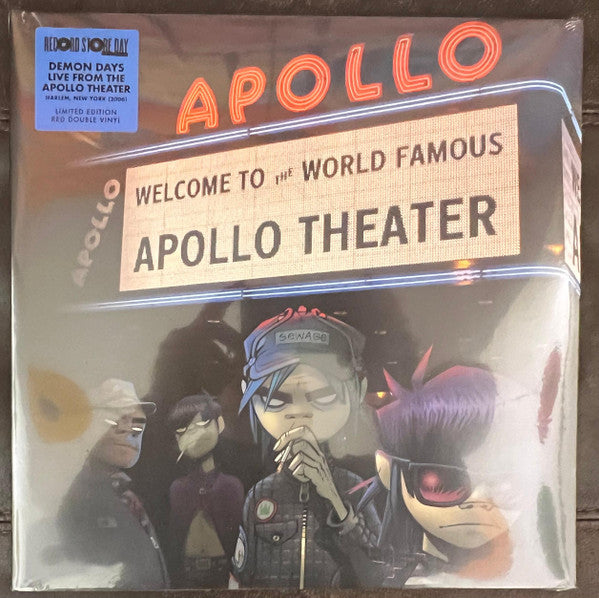 RECORD STORE DAY
DEMON DAYS
LIVE FROM THE
APOLLO THEATER
HARLEM, NEW YORK (2006)
LIMITED EDITION
RED DOUBLE VINYL
APOLLO
WELCOME TO THE WORLD FAMOUS
APOLLO THEATER
APOLLO
SEWAGE